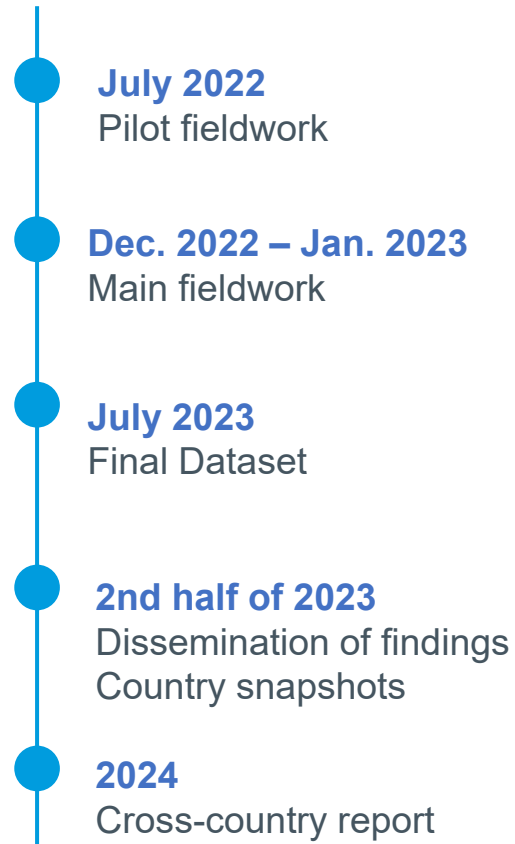 July 2022
Pilot fieldwork
Dec. 2022 – Jan. 2023
Main fieldwork
July 2023
Final Dataset
2nd half of 2023
Dissemination of findings
Country snapshots
2024
Cross-country report